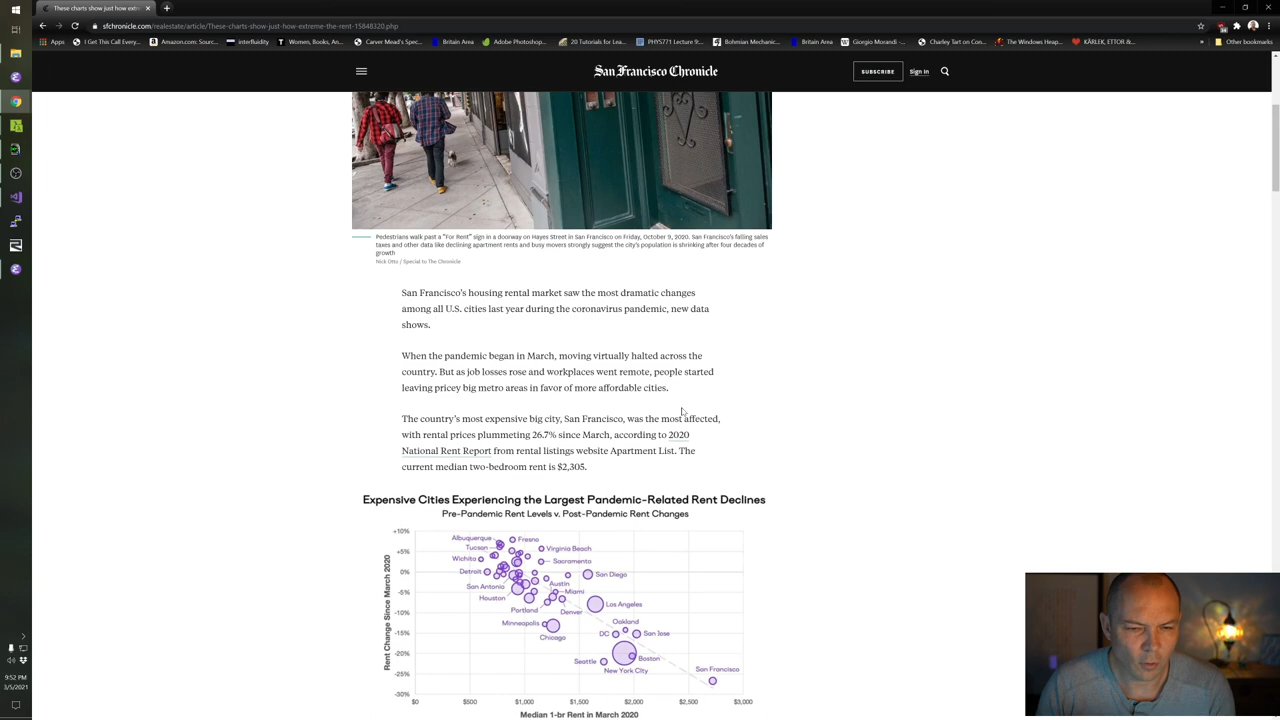 These charts show just how extre
sfchronicle.com/realestate/article/These-charts-show-just-how-extreme-the-rent-15848320.php
Apps
I Get This Call Every...
Amazon.com: Sourc...
interfluidity
Women, Books, An...
Carver Mead's Spec...
Britain Area
Adobe Photoshop...
20 Tutorials for Lea...
PHYS771 Lecture 9:...
Bohmian Mechanic...
Britain Area
Giorgio Morandi -...
Charley Tart on Con...
The Windows Heap...
KÄRLEK, ETTOR &...
»
Other bookmarks
San Francisco Chronicle
SUBSCRIBE
Sign In
Pedestrians walk past a "For Rent" sign in a doorway on Hayes Street in San Francisco on Friday, October 9, 2020. San Francisco's falling sales
taxes and other data like declining apartment rents and busy movers strongly suggest the city's population is shrinking after four decades of
growth
Nick Otto / Special to The Chronicle
San Francisco's housing rental market saw the most dramatic changes
among all U.S. cities last year during the coronavirus pandemic, new data
shows.
When the pandemic began in March, moving virtually halted across the
country. But as job losses rose and workplaces went remote, people started
leaving pricey big metro areas in favor of more affordable cities.
The country's most expensive big city, San Francisco, was the most affected,
with rental prices plummeting 26.7% since March, according to 2020
National Rent Report from rental listings website Apartment List. The
current median two-bedroom rent is $2,305.
Expensive Cities Experiencing the Largest Pandemic-Related Rent Declines
Pre-Pandemic Rent Levels v. Post-Pandemic Rent Changes
Rent Change Since March 2020
+10%
+5%
0%
-5%
-10%
-15%
-20%
-25%
-30%
Albuquerque
Fresno
Tucson
Virginia Beach
Wichita
Sacramento
Detroit
San Diego
San Antonio
Austin
Houston
Miami
Los Angeles
Portland
Denver
Minneapolis
Oakland
Chicago
DC
San Jose
Seattle
Boston
New York City
San Francisco
$0
$500
$1,000
$1,500
$2,000
$2,500
$3,000
Median 1-br Rent in March 2020
9:52 PM
3/5/2021